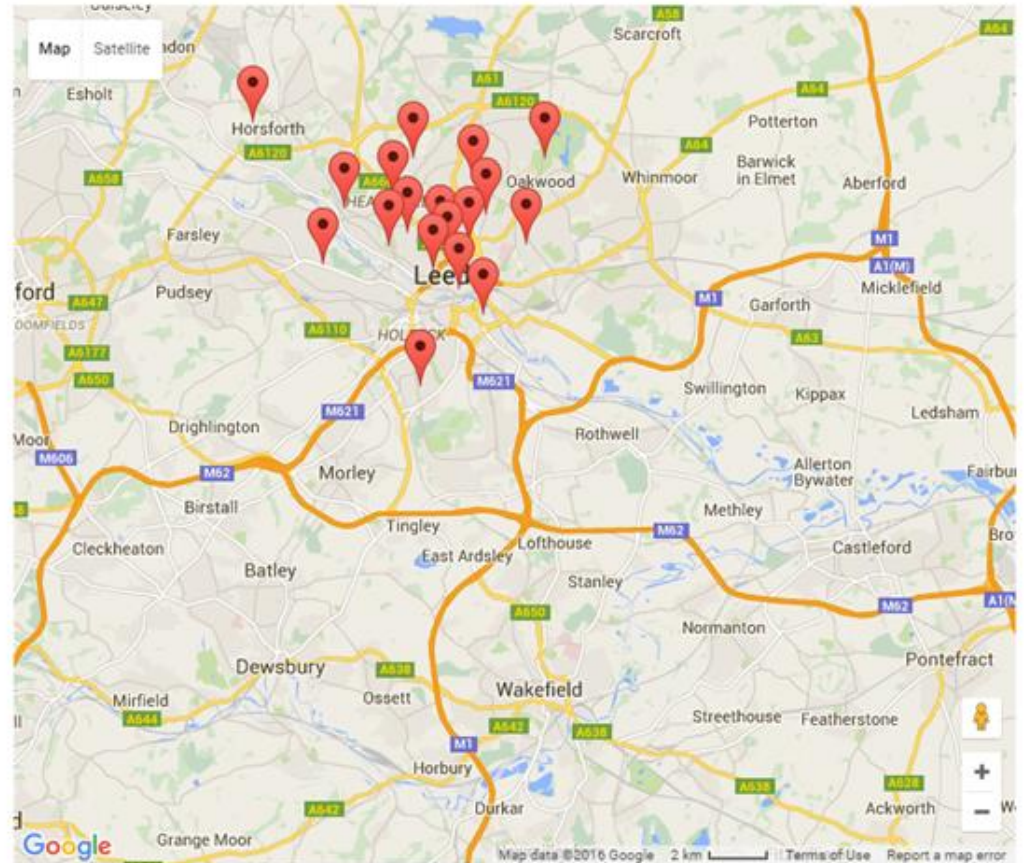 Scarcroft
A58
A64
Map Satellite
Esholt
A61
A6120
A64
Horsforth
Potterton
A6120
A64
Barwick
in Elmet
A658
Oakwood
Whinmoor
Aberford
Farsley
M1
A1(M)
Pudsey
Micklefield
A647
M1
Garforth
A6110
A63
A6177
A650
M621
Swillington
Kippax
M621
Ledsham
Drighlington
Rothwell
Moor
M606
M62
Morley
Allerton
Bywater
Birstall
Methley
Tingley
M62
Cleckheaton
East Ardsley
Lofthouse
Castleford
Batley
Stanley
A650
M62
Normanton
Dewsbury
Pontefract
A638
Mirfield
Ossett
Wakefield
A644
Streethouse
Featherstone
A642
A638
M1
Horbury
A638
A628
A642
Durkar
Ackworth
Grange Moor
Google
Map data ©2016 Google 2 km Terms of Use Report a map error